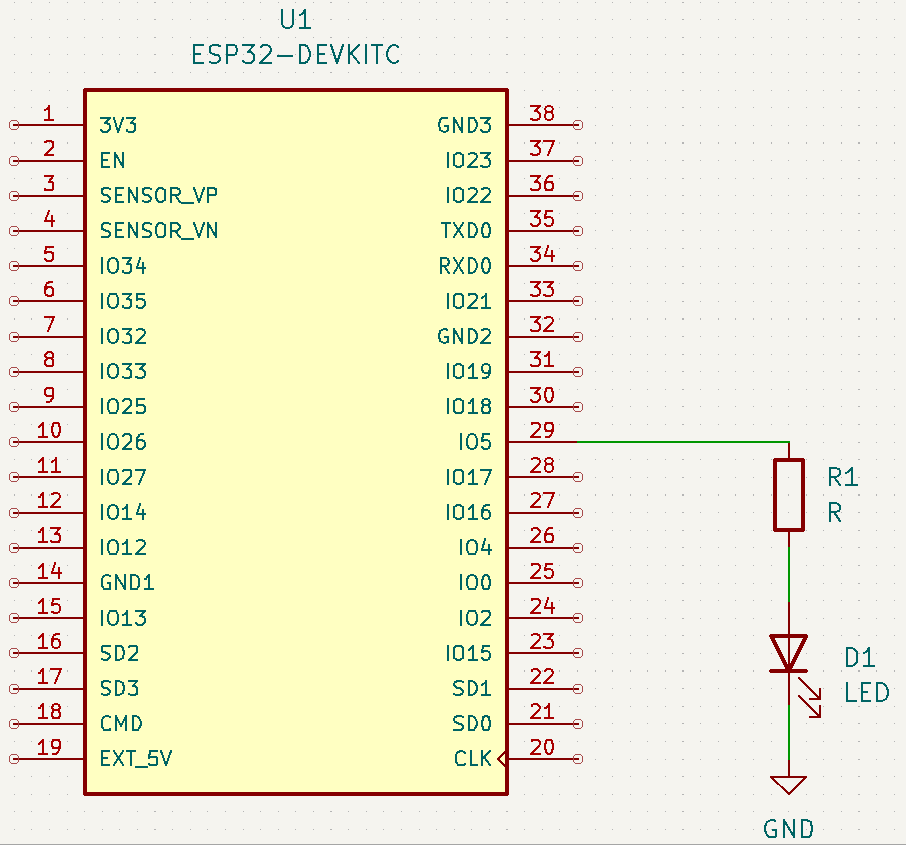 U1
ESP32-DEVKITC
1 3V3 GND3 38
2 EN IO23 37
3 SENSOR_VP IO22 36
4 SENSOR_VN TXD0 35
5 IO34 RXD0 34
6 IO35 IO21 33
7 IO32 GND2 32
8 IO33 IO19 31
9 IO25 IO18 30
10 IO26 IO5 29
11 IO27 IO17 28
12 IO14 IO16 27
13 IO12 IO4 26
14 GND1 IO0 25
15 IO13 IO2 24
16 SD2 IO15 23
17 SD3 SD1 22
18 CMD SD0 21
19 EXT_5V CLK 20
R1
R
D1
LED
GND